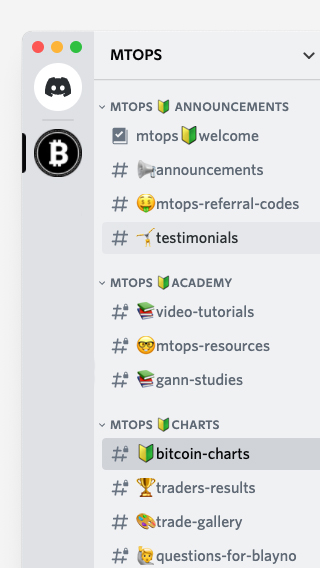 MTOPS
MTOPS 🔰 ANNOUNCEMENTS
mtops🔰welcome
📢announcements
🤑mtops-referral-codes
testimonials
MTOPS 🔰ACADEMY
📚video-tutorials
🤓mtops-resources
📚gann-studies
MTOPS 🔰CHARTS
🔰bitcoin-charts
🏆traders-results
🎨trade-gallery
🙋questions-for-blayno